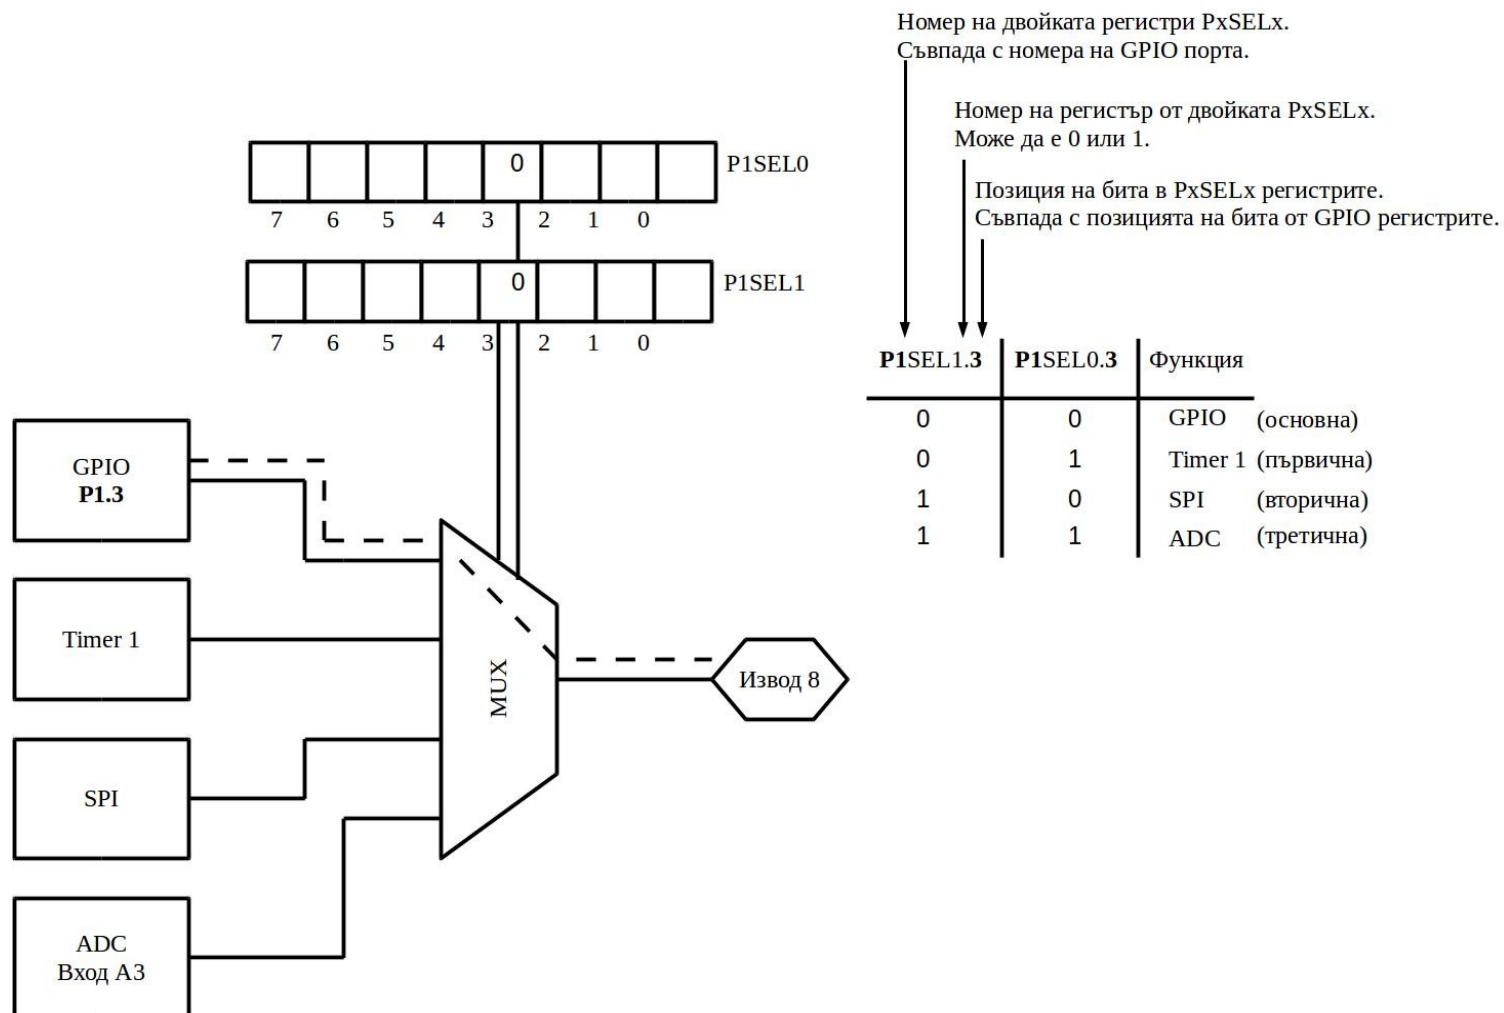 Номер на двойката регистри PxSELx.
Съвпада с номера на GPIO порта.
Номер на регистър от двойката PxSELx.
Може да е 0 или 1.
Позиция на бита в PxSELx регистрите.
Съвпада с позицията на бита от GPIO регистрите.
0 P1SEL0
7 6 5 4 3 2 1 0
0 P1SEL1
7 6 5 4 3 2 1 0
P1SEL1.3 P1SEL0.3 Функция
0 0 GPIO (основна)
0 1 Timer 1 (първична)
1 0 SPI (вторична)
1 1 ADC (третична)
GPIO
P1.3
Timer 1
MUX
Извод 8
SPI
ADC
Вход A3